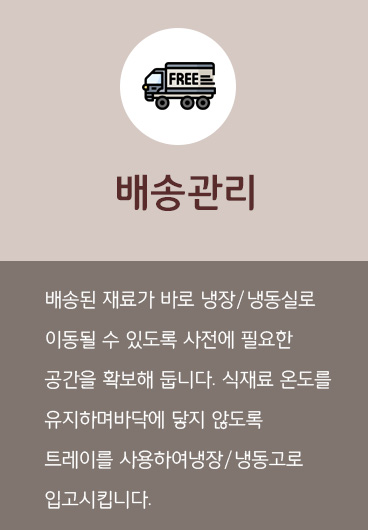 FREE
배송관리
배송된 재료가 바로 냉장/냉동실로
이동될 수 있도록 사전에 필요한
공간을 확보해 둡니다. 식재료 온도를
유지하며바닥에 닿지 않도록
트레이를 사용하여냉장/냉동고로
입고시킵니다.